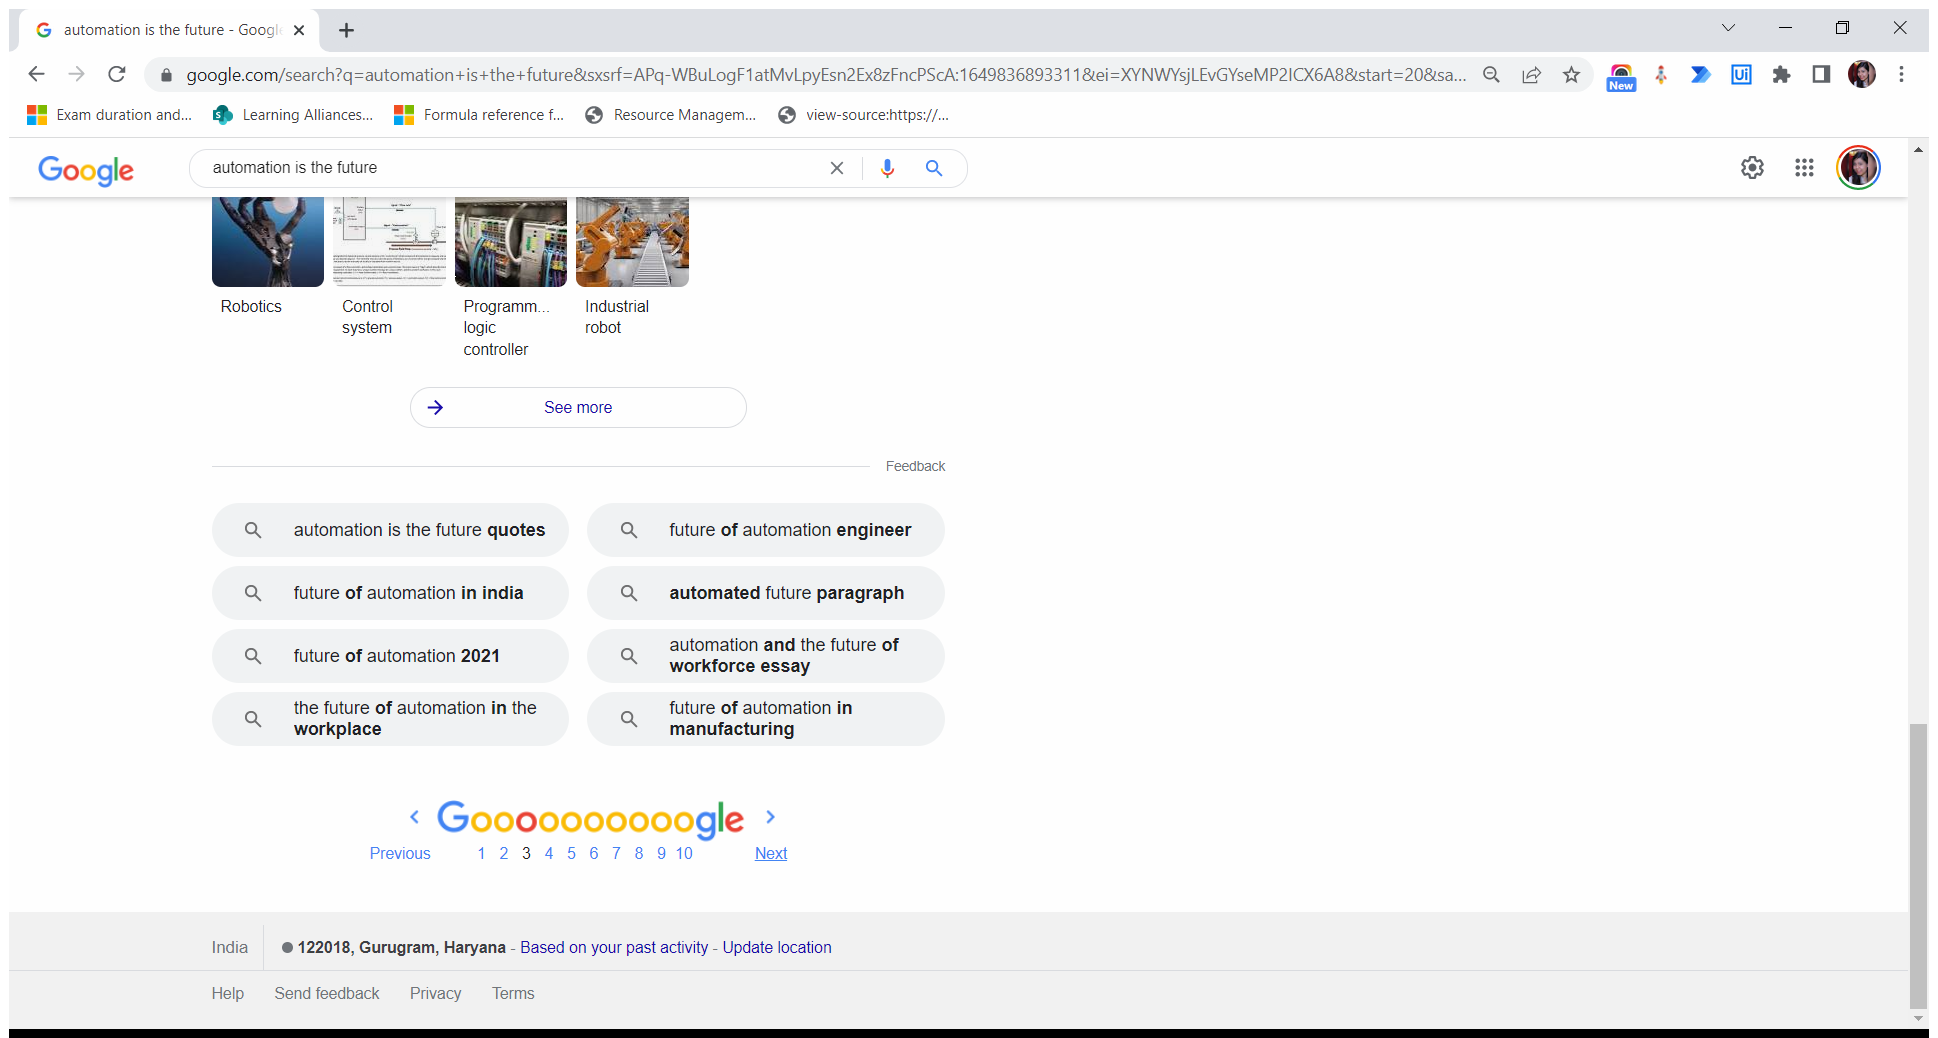 automation is the future - Googl
google.com/search?q=automation+is+the+future&sxsrf=APq-WBuLogF1atMvLpyEsn2Ex8zFncPScA:1649836893311&ei=XYNWYsjLEvGYseMP2ICX6A8&start=20&sa...
New
Ui
Exam duration and...
Learning Alliances...
Formula reference f...
Resource Managem...
view-source:https://...
Google
automation is the future
Robotics
Control
system
Programm...
logic
controller
Industrial
robot
See more
Feedback
automation is the future quotes
future of automation engineer
future of automation in india
automated future paragraph
future of automation 2021
automation and the future of
workforce essay
the future of automation in the
workplace
future of automation in
manufacturing
Goooooooooogle
Previous 1 2 3 4 5 6 7 8 9 10 Next
India
122018, Gurugram, Haryana - Based on your past activity - Update location
Help Send feedback Privacy Terms